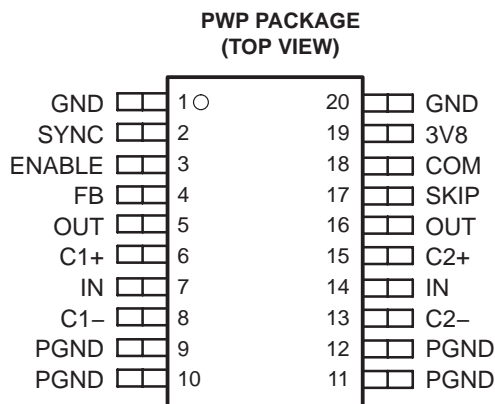 PWP PACKAGE
(TOP VIEW)
GND 1 20 GND
SYNC 2 19 3V8
ENABLE 3 18 COM
FB 4 17 SKIP
OUT 5 16 OUT
C1+ 6 15 C2+
IN 7 14 IN
C1– 8 13 C2–
PGND 9 12 PGND
PGND 10 11 PGND